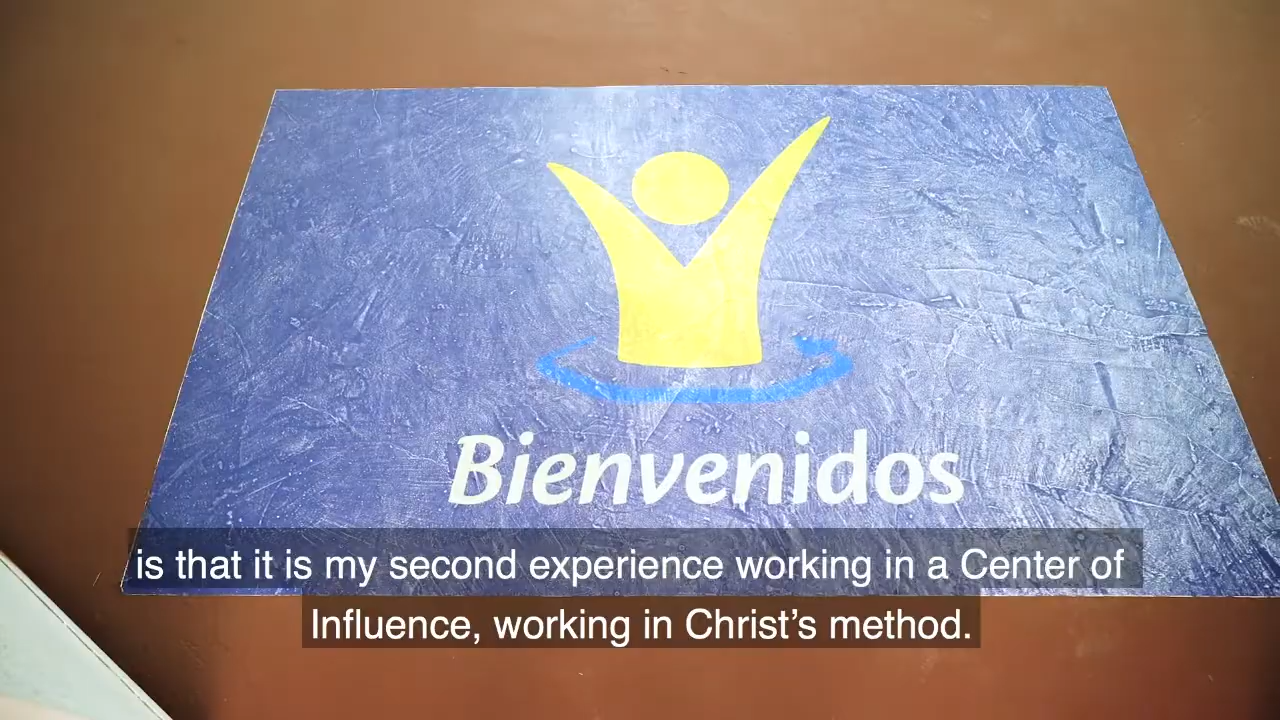 Bienvenidos
is that it is my second experience working in a Center of
Influence, working in Christ’s method.